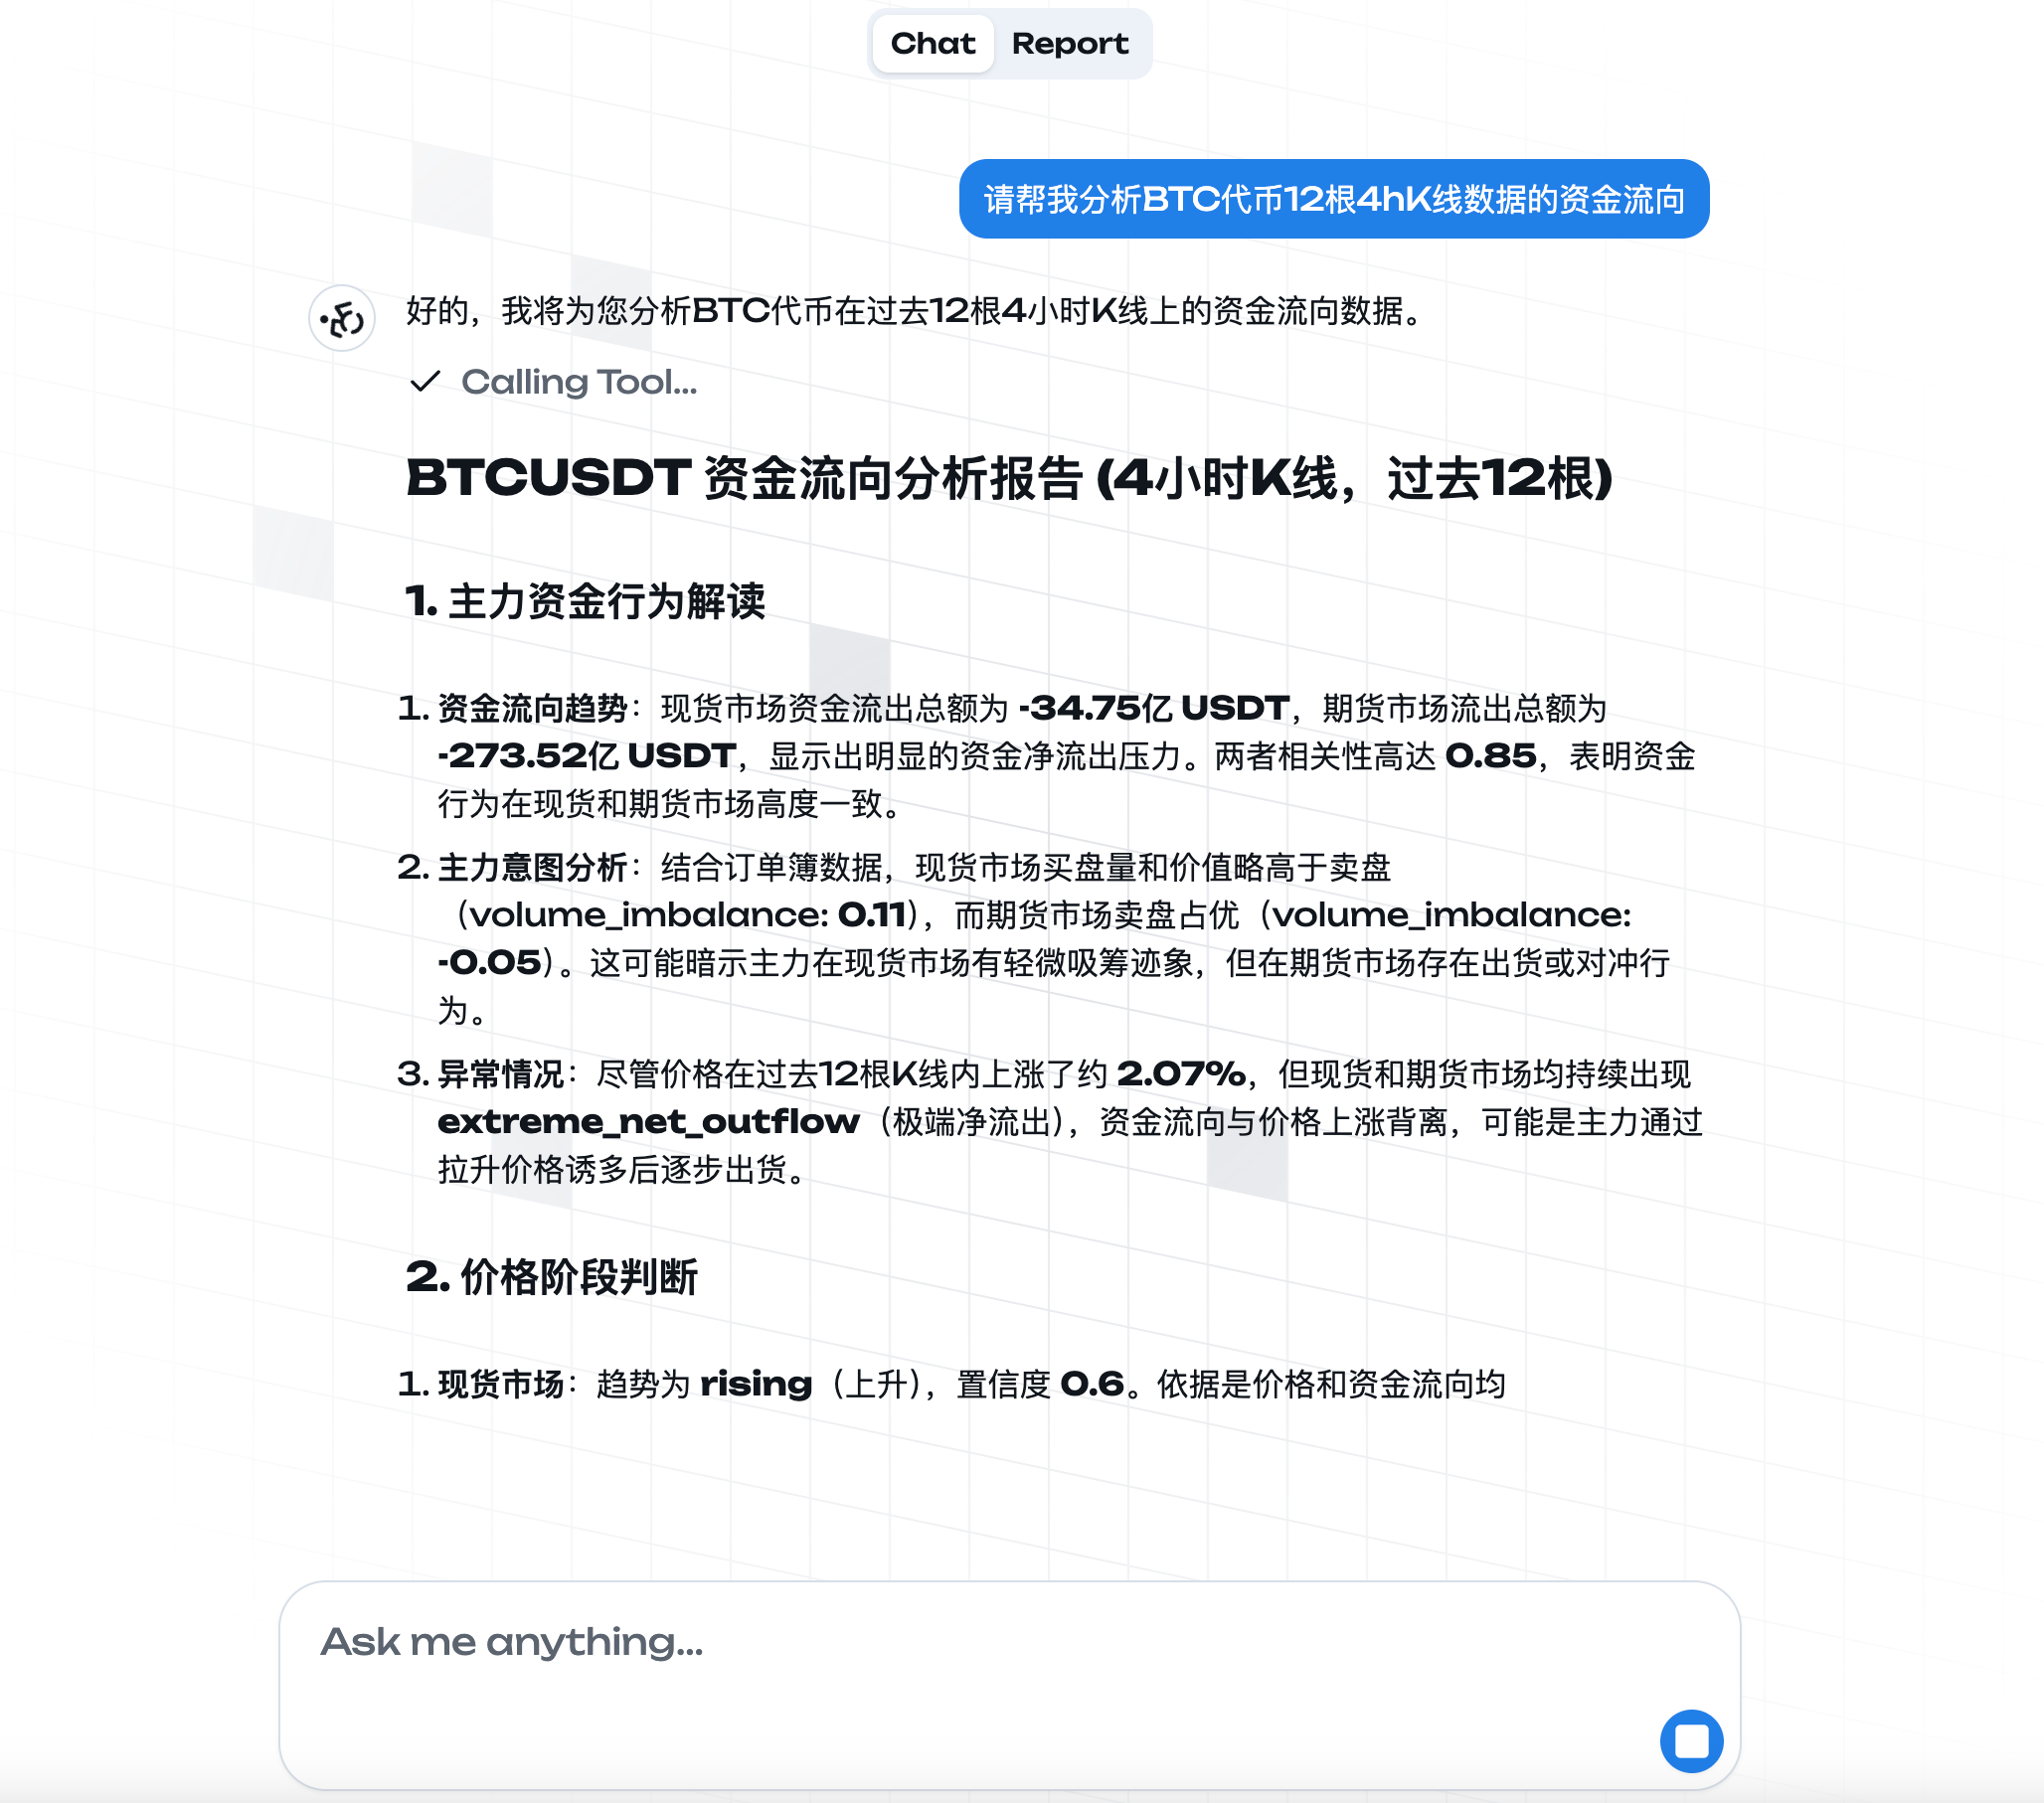 Chat Report
请帮我分析BTC代币12根4hK线数据的资金流向
好的，我将为您分析BTC代币在过去12根4小时K线上的资金流向数据。
Calling Tool...
BTCUSDT 资金流向分析报告 (4小时K线，过去12根)
1. 主力资金行为解读
1. 资金流向趋势：现货市场资金流出总额为 -34.75亿 USDT，期货市场流出总额为
-273.52亿 USDT，显示出明显的资金净流出压力。两者相关性高达 0.85，表明资金
行为在现货和期货市场高度一致。
2. 主力意图分析：结合订单簿数据，现货市场买盘量和价值略高于卖盘
（volume_imbalance: 0.11），而期货市场卖盘占优（volume_imbalance:
-0.05）。这可能暗示主力在现货市场有轻微吸筹迹象，但在期货市场存在出货或对冲行
为。
3. 异常情况：尽管价格在过去12根K线内上涨了约 2.07%，但现货和期货市场均持续出现
extreme_net_outflow（极端净流出），资金流向与价格上涨背离，可能是主力通过
拉升价格诱多后逐步出货。
2. 价格阶段判断
1. 现货市场：趋势为 rising（上升），置信度 0.6。依据是价格和资金流向均
Ask me anything...